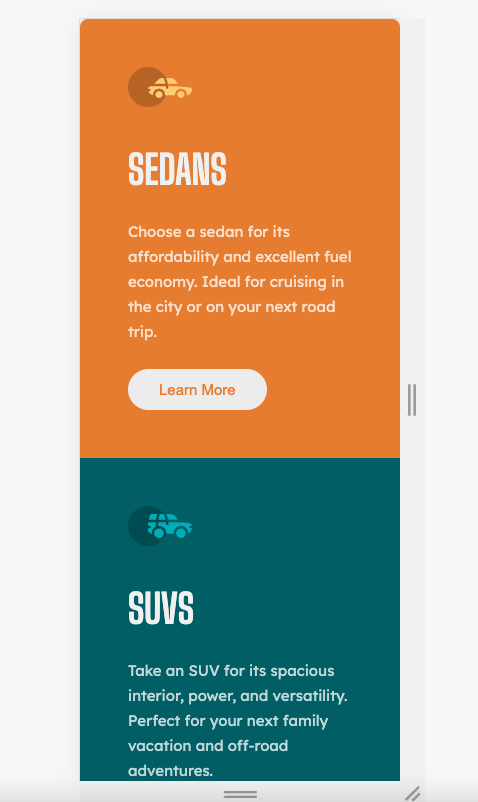 SEDANS
Choose a sedan for its
affordability and excellent fuel
economy. Ideal for cruising in
the city or on your next road
trip.
Learn More
SUVS
Take an SUV for its spacious
interior, power, and versatility.
Perfect for your next family
vacation and off-road
adventures.